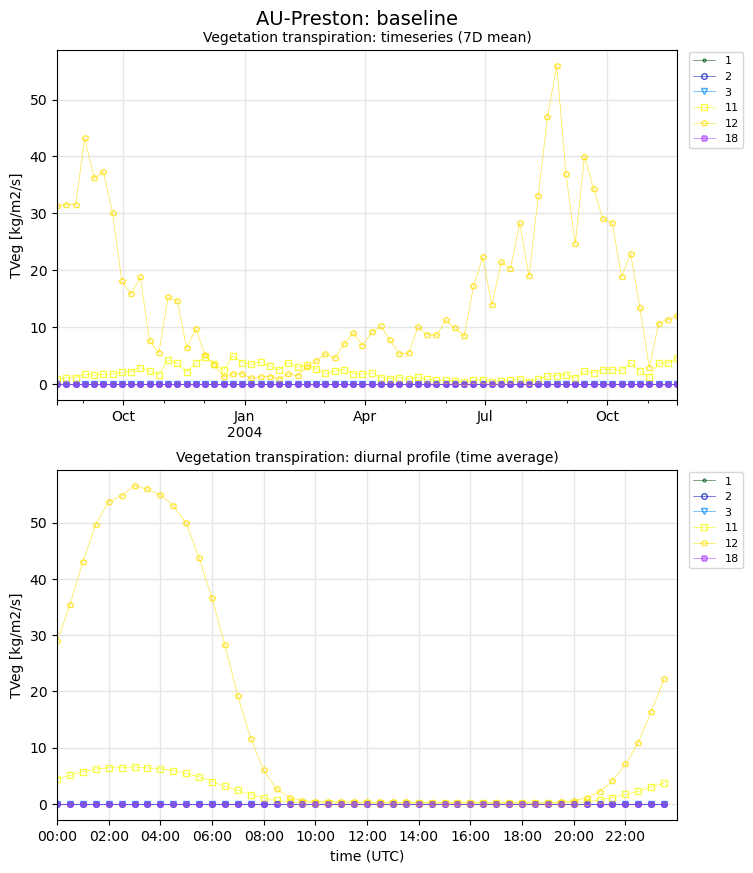 AU-Preston: baseline
Vegetation transpiration: timeseries (7D mean)
TVeg [kg/m2/s]
50
40
30
20
10
0
Oct
Jan
2004
Apr
Jul
Oct
1
2
3
11
12
18
Vegetation transpiration: diurnal profile (time average)
TVeg [kg/m2/s]
50
40
30
20
10
0
00:00 02:00 04:00 06:00 08:00 10:00 12:00 14:00 16:00 18:00 20:00 22:00
time (UTC)
1
2
3
11
12
18